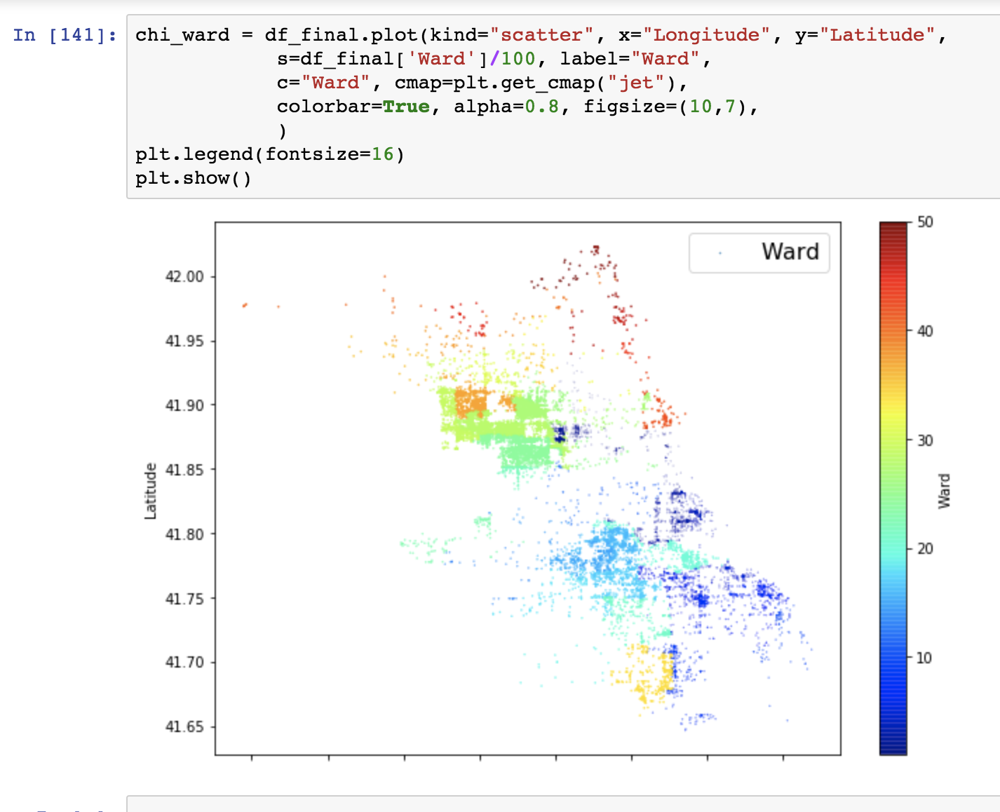 In [141]: chi_ward = df_final.plot(kind="scatter", x="Longitude", y="Latitude",
s=df_final['Ward']/100, label="Ward",
c="Ward", cmap=plt.get_cmap("jet"),
colorbar=True, alpha=0.8, figsize=(10,7),
)
plt.legend(fontsize=16)
plt.show()
Ward
42.00
41.95
41.90
41.85
41.80
41.75
41.70
41.65
Latitude
50
40
30
20
10
Ward